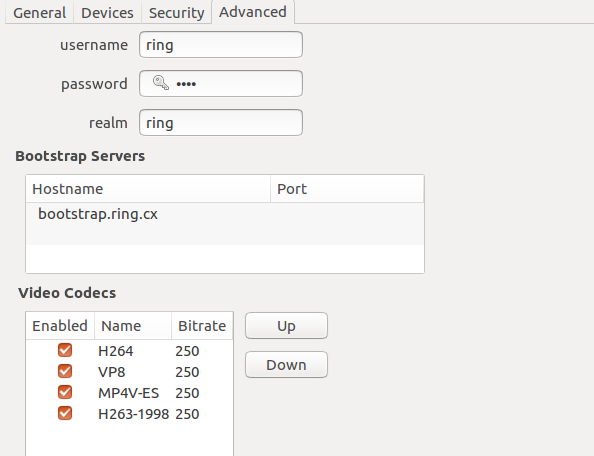 General Devices Security Advanced
username ring
password ••••
realm ring
Bootstrap Servers
Hostname Port
bootstrap.ring.cx
Video Codecs
Enabled Name Bitrate Up
H264 250
VP8 250 Down
MP4V-ES 250
H263-1998 250